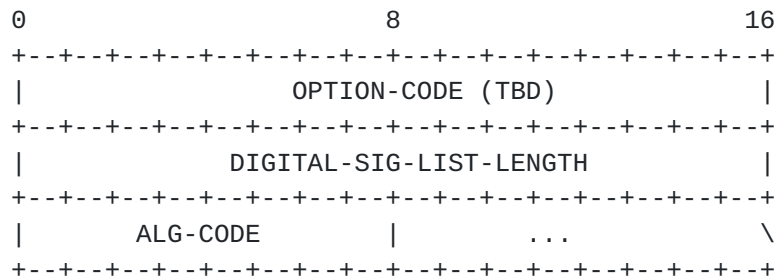 0                       8                      16
+--+--+--+--+--+--+--+--+--+--+--+--+--+--+--+--+
|                 OPTION-CODE (TBD)             |
+--+--+--+--+--+--+--+--+--+--+--+--+--+--+--+--+
|             DIGITAL-SIG-LIST-LENGTH           |
+--+--+--+--+--+--+--+--+--+--+--+--+--+--+--+--+
|       ALG-CODE        |        ...            \
+--+--+--+--+--+--+--+--+--+--+--+--+--+--+--+--+